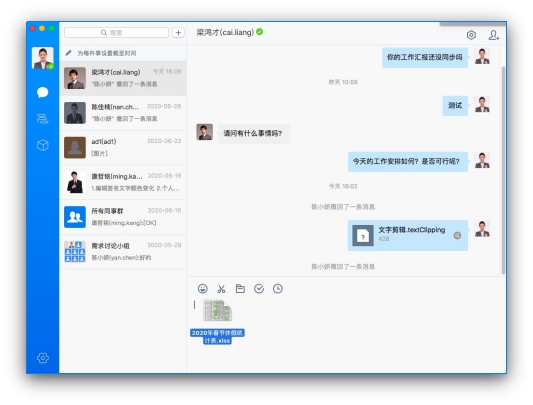 搜索
为每件事设置截至时间
梁鸿才(cai.liang)
今天 16:06
"陈小妍" 撤回了一条消息
陈佳楠(nan.c...
2020-06-28
"陈小妍" 撤回了一条消息
ad1(ad1)
2020-06-22
[图片]
康哲铭(ming.ka...
2020-06-16
1.编辑签名文字颜色变化 2.个人...
所有同事群
2020-06-16
康哲铭(ming.kang):[OK]
需求讨论小组
2020-05-28
陈小妍(yan.chen):好的
梁鸿才(cai.liang)
你的工作汇报还没同步吗
昨天 10:59
测试
请问有什么事情吗?
今天的工作安排如何？是否可行呢?
今天 16:02
陈小妍撤回了一条消息
文字剪辑.textClipping
42B
陈小妍撤回了一条消息
2020年春节休假统
计表.xlsx